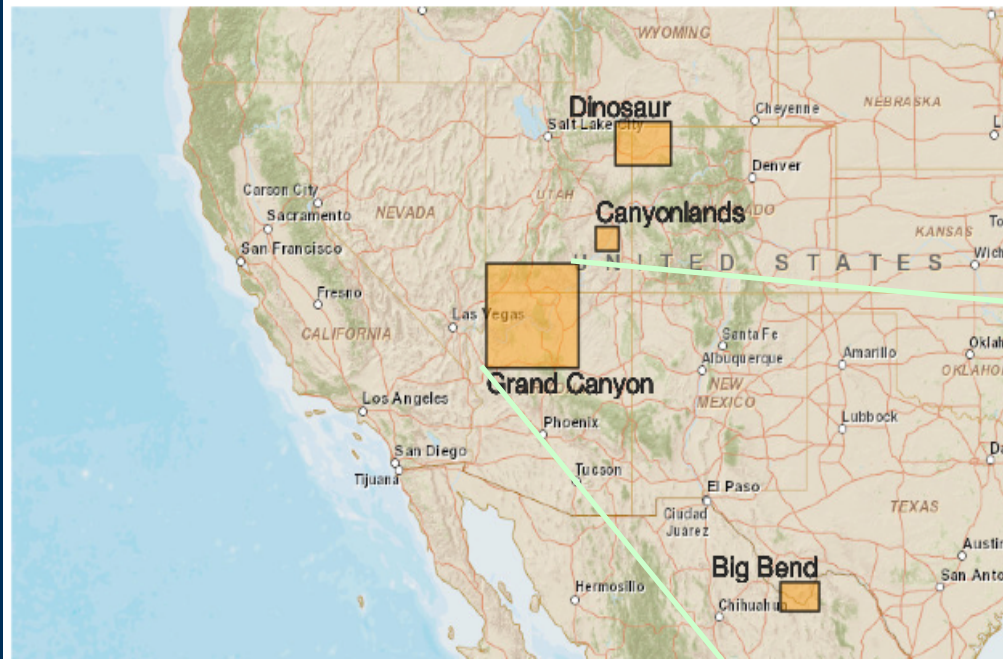 WYOMING
Dinosaur
Cheyenne
NEBRASKA
Salt Lake City
Denver
Carson City
UTAH
NEVADA
Canyonlands
Sacramento
KANSAS
San Francisco
UNITED STATES
Fresno
Las Vegas
CALIFORNIA
Santa Fe
Albuquerque
Amarillo
Grand Canyon
NEW
MEXICO
Los Angeles
Lubbock
Phoenix
San Diego
Tijuana
Tucson
El Paso
Ciudad
Juarez
TEXAS
Big Bend
Hermosillo